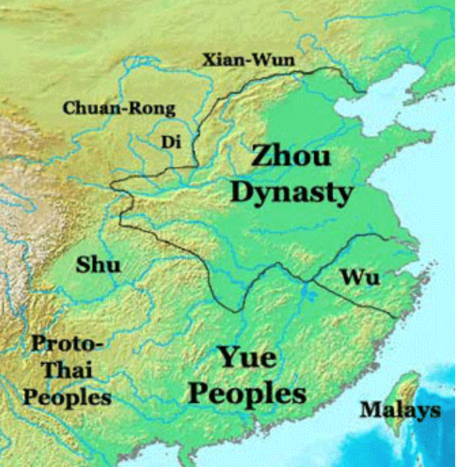 Xian-Wun
Chuan-Rong
Di
Zhou
Dynasty
Shu
Wu
Proto-
Thai
Peoples
Yue
Peoples
Malays